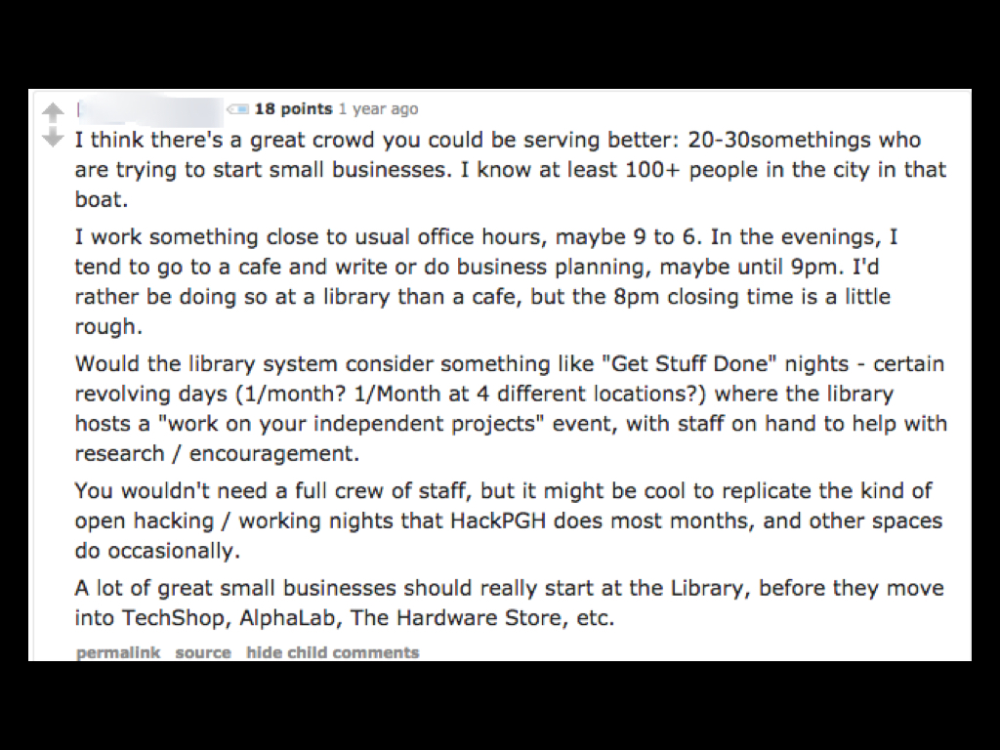 18 points 1 year ago
I think there's a great crowd you could be serving better: 20-30somethings who
are trying to start small businesses. I know at least 100+ people in the city in that
boat.
I work something close to usual office hours, maybe 9 to 6. In the evenings, I
tend to go to a cafe and write or do business planning, maybe until 9pm. I'd
rather be doing so at a library than a cafe, but the 8pm closing time is a little
rough.
Would the library system consider something like "Get Stuff Done" nights - certain
revolving days (1/month? 1/Month at 4 different locations?) where the library
hosts a "work on your independent projects" event, with staff on hand to help with
research / encouragement.
You wouldn't need a full crew of staff, but it might be cool to replicate the kind of
open hacking / working nights that HackPGH does most months, and other spaces
do occasionally.
A lot of great small businesses should really start at the Library, before they move
into TechShop, AlphaLab, The Hardware Store, etc.
permalink source hide child comments